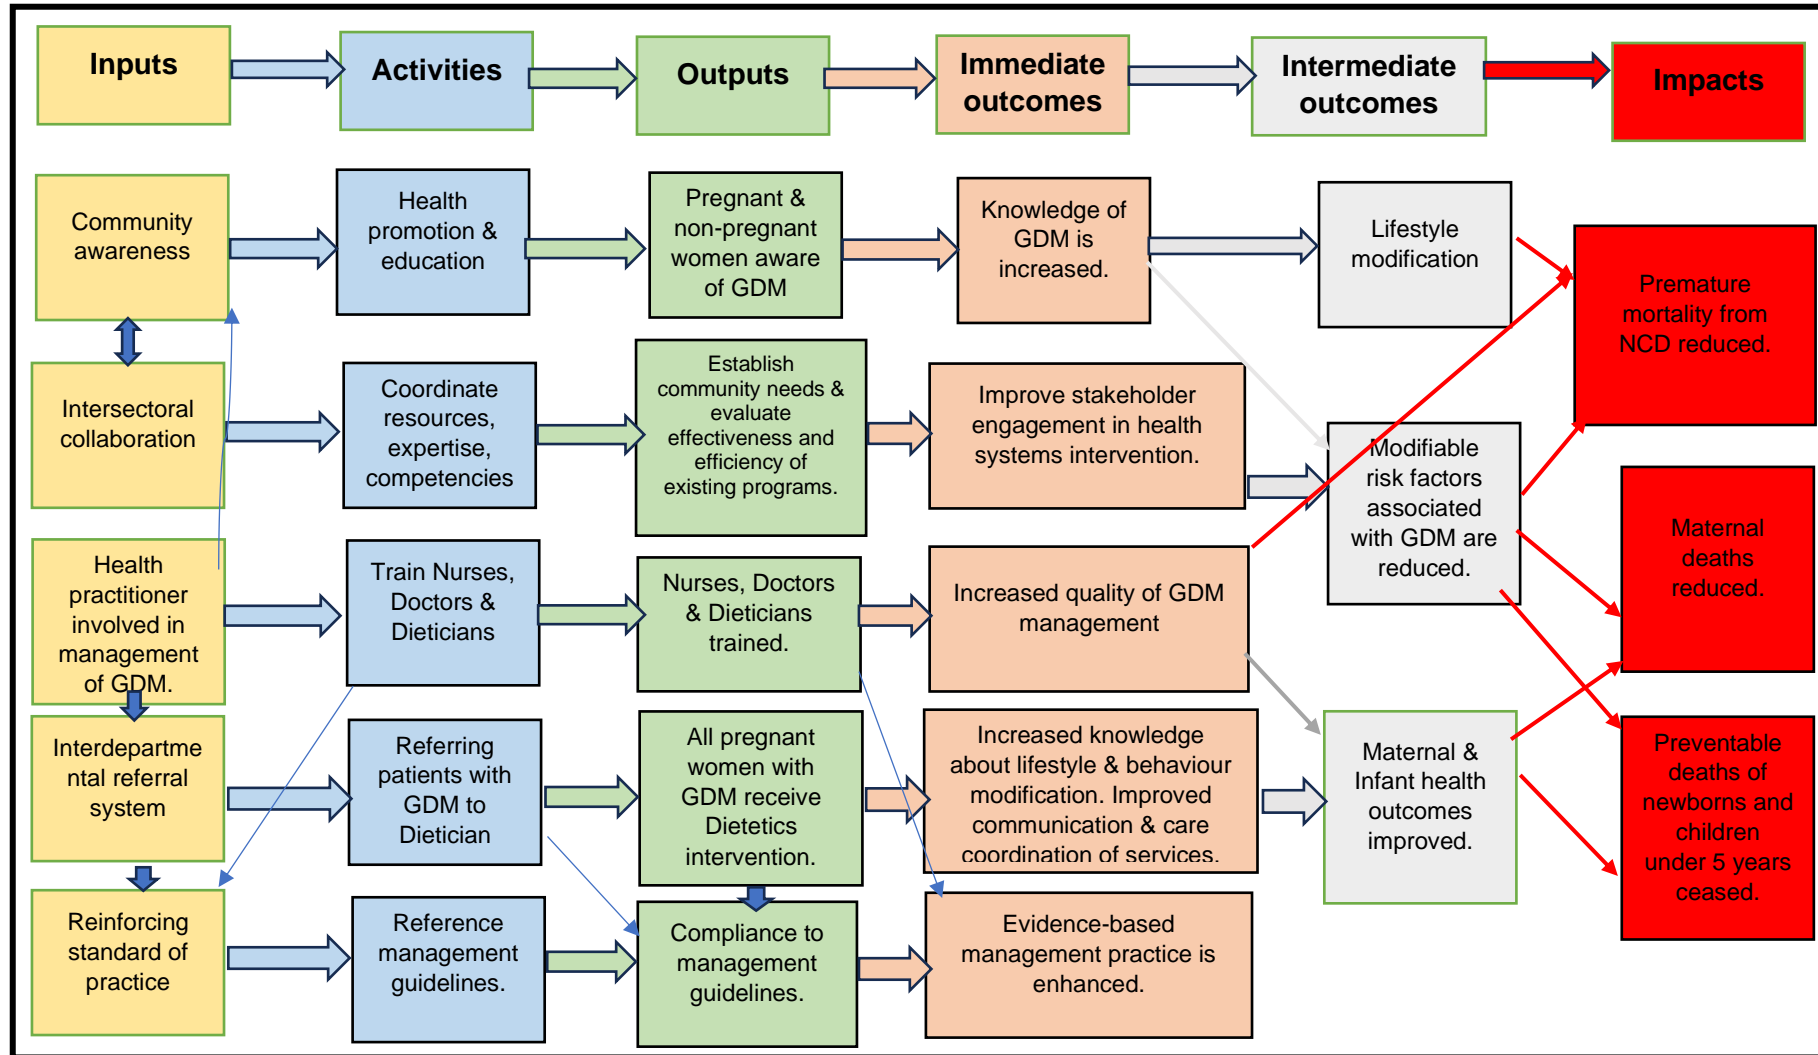 Inputs
Activities
Outputs
Immediate
outcomes
Intermediate
outcomes
Impacts
Community
awareness
Health
promotion &
education
Pregnant &
non-pregnant
women aware
of GDM
Knowledge of
GDM is
increased.
Lifestyle
modification
Premature
mortality from
NCD reduced.
Intersectoral
collaboration
Coordinate
resources,
expertise,
competencies
Establish
community needs &
evaluate
effectiveness and
efficiency of
existing programs.
Improve stakeholder
engagement in health
systems intervention.
Modifiable
risk factors
associated
with GDM are
reduced.
Maternal
deaths
reduced.
Health
practitioner
involved in
management
of GDM.
Train Nurses,
Doctors &
Dieticians
Nurses, Doctors
& Dieticians
trained.
Increased quality of GDM
management
Interdepartme
ntal referral
system
Referring
patients with
GDM to
Dietician
All pregnant
women with
GDM receive
Dietetics
intervention.
Increased knowledge
about lifestyle & behaviour
modification. Improved
communication & care
coordination of services.
Maternal &
Infant health
outcomes
improved.
Preventable
deaths of
newborns and
children
under 5 years
ceased.
Reinforcing
standard of
practice
Reference
management
guidelines.
Compliance to
management
guidelines.
Evidence-based
management practice is
enhanced.